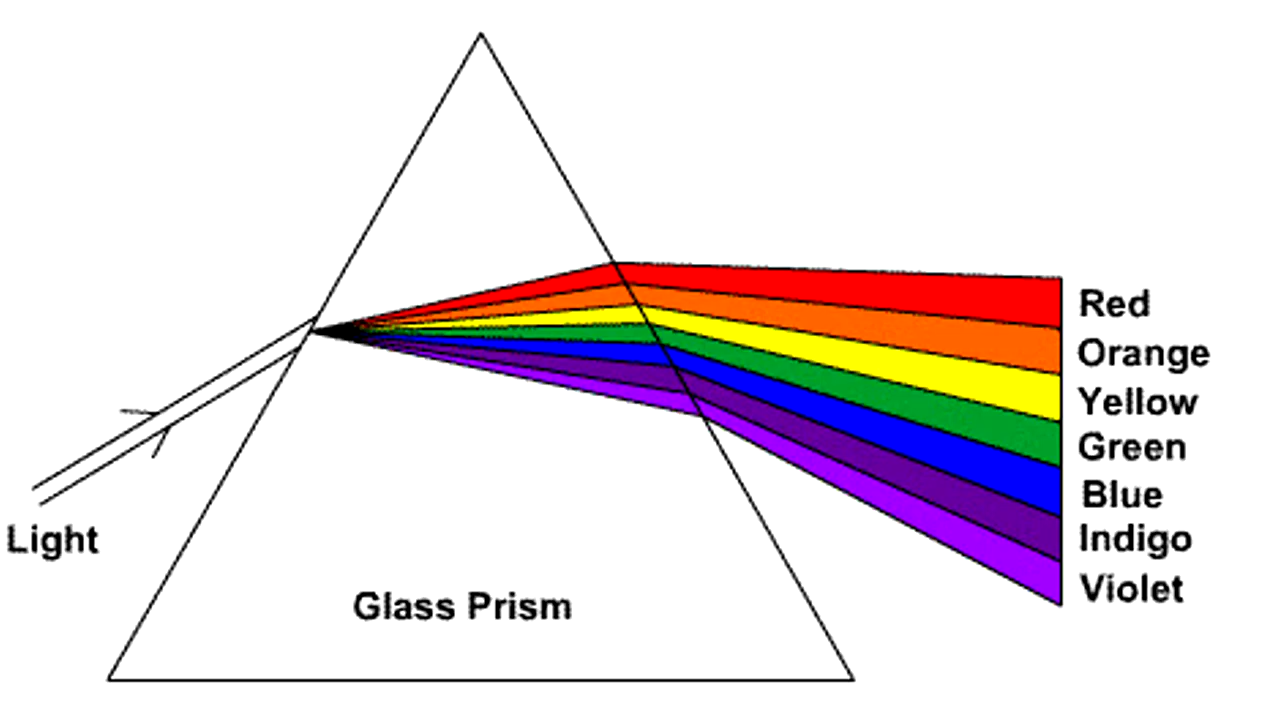 Red
Orange
Yellow
Green
Blue
Indigo
Violet
Light
Glass Prism